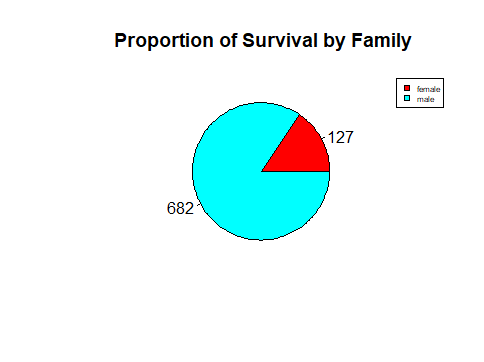 Proportion of Survival by Family
female
male
127
682